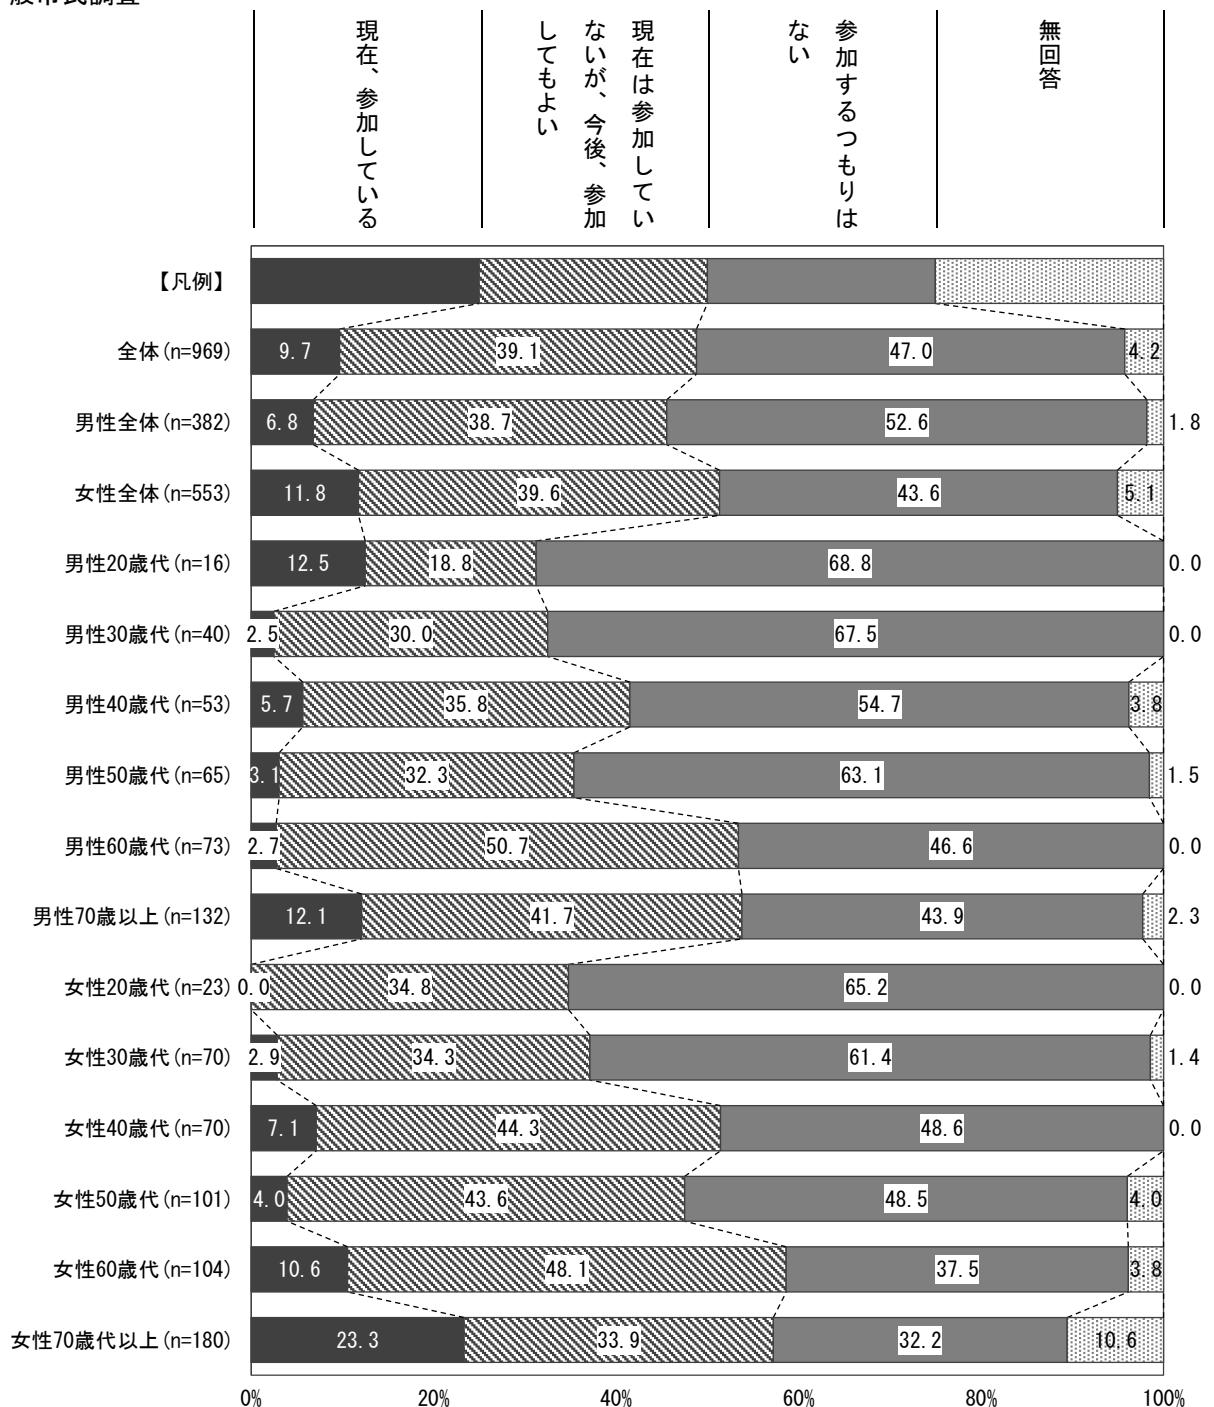 般市民調査
現在、参加している
現在は参加してい
ないが、今後、参加
してもよい
参加するつもりは
ない
無回答
【凡例】
全体(n=969) 9.7 39.1 47.0 4.2
男性全体(n=382) 6.8 38.7 52.6 1.8
女性全体(n=553) 11.8 39.6 43.6 5.1
男性20歳代(n=16) 12.5 18.8 68.8 0.0
男性30歳代(n=40) 2.5 30.0 67.5 0.0
男性40歳代(n=53) 5.7 35.8 54.7 3.8
男性50歳代(n=65) 3.1 32.3 63.1 1.5
男性60歳代(n=73) 2.7 50.7 46.6 0.0
男性70歳以上(n=132) 12.1 41.7 43.9 2.3
女性20歳代(n=23) 0.0 34.8 65.2 0.0
女性30歳代(n=70) 2.9 34.3 61.4 1.4
女性40歳代(n=70) 7.1 44.3 48.6 0.0
女性50歳代(n=101) 4.0 43.6 48.5 4.0
女性60歳代(n=104) 10.6 48.1 37.5 3.8
女性70歳代以上(n=180) 23.3 33.9 32.2 10.6
0% 20% 40% 60% 80% 100%